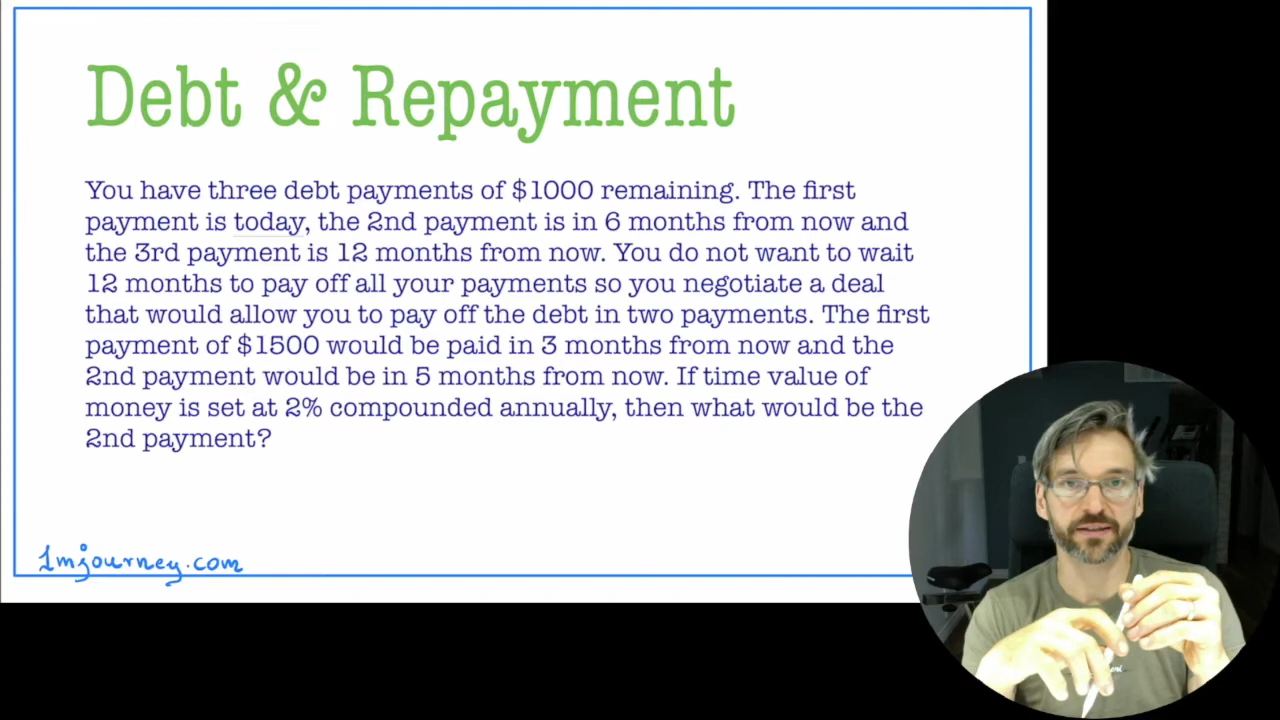 Debt & Repayment
You have three debt payments of $1000 remaining. The first
payment is today, the 2nd payment is in 6 months from now and
the 3rd payment is 12 months from now. You do not want to wait
12 months to pay off all your payments so you negotiate a deal
that would allow you to pay off the debt in two payments. The first
payment of $1500 would be paid in 3 months from now and the
2nd payment would be in 5 months from now. If time value of
money is set at 2% compounded annually, then what would be the
2nd payment?
1mjourney.com